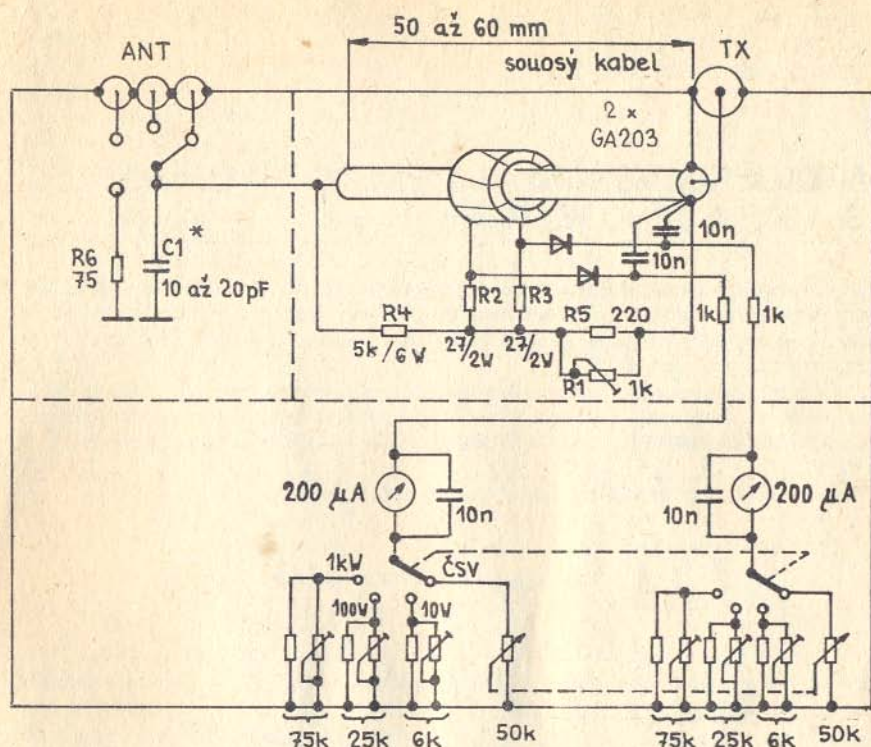 ANT
50 až 60 mm
TX
souosý kabel
2 x
GA203
C1 *
R6
75
10 až 20pF
10n
10n
R2
R3
R4
5k/6W
27/2W
27/2W
R5
220
1k
1k
R1
1k
200 µA
10n
10n
200 µA
1kW
ČSV
100W
10W
75k
25k
6k
50k
75k
25k
6k
50k